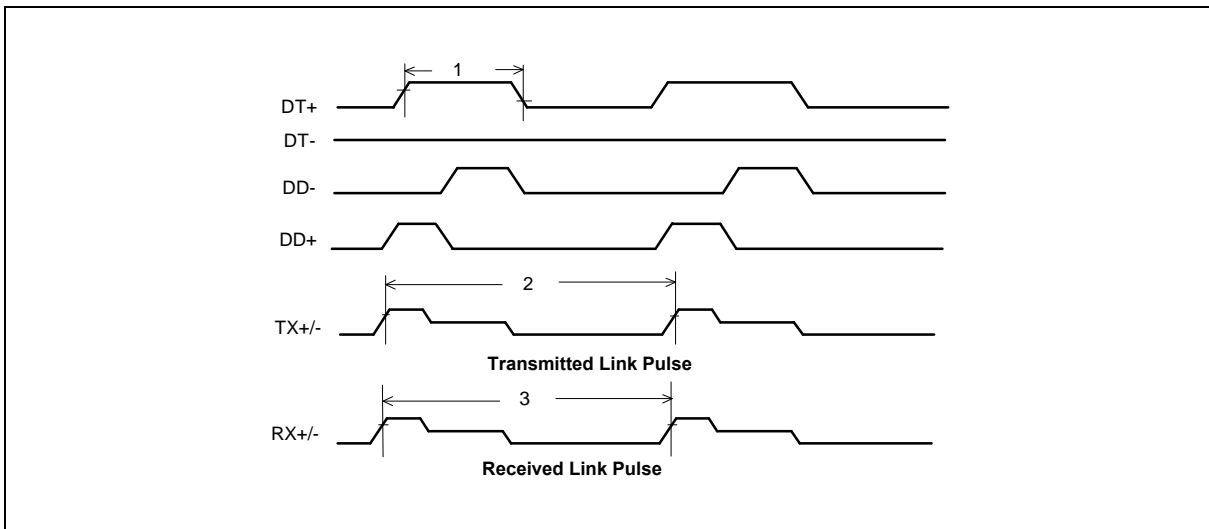 1
DT+
DT-
DD-
DD+
2
TX+/-
Transmitted Link Pulse
3
RX+/-
Received Link Pulse